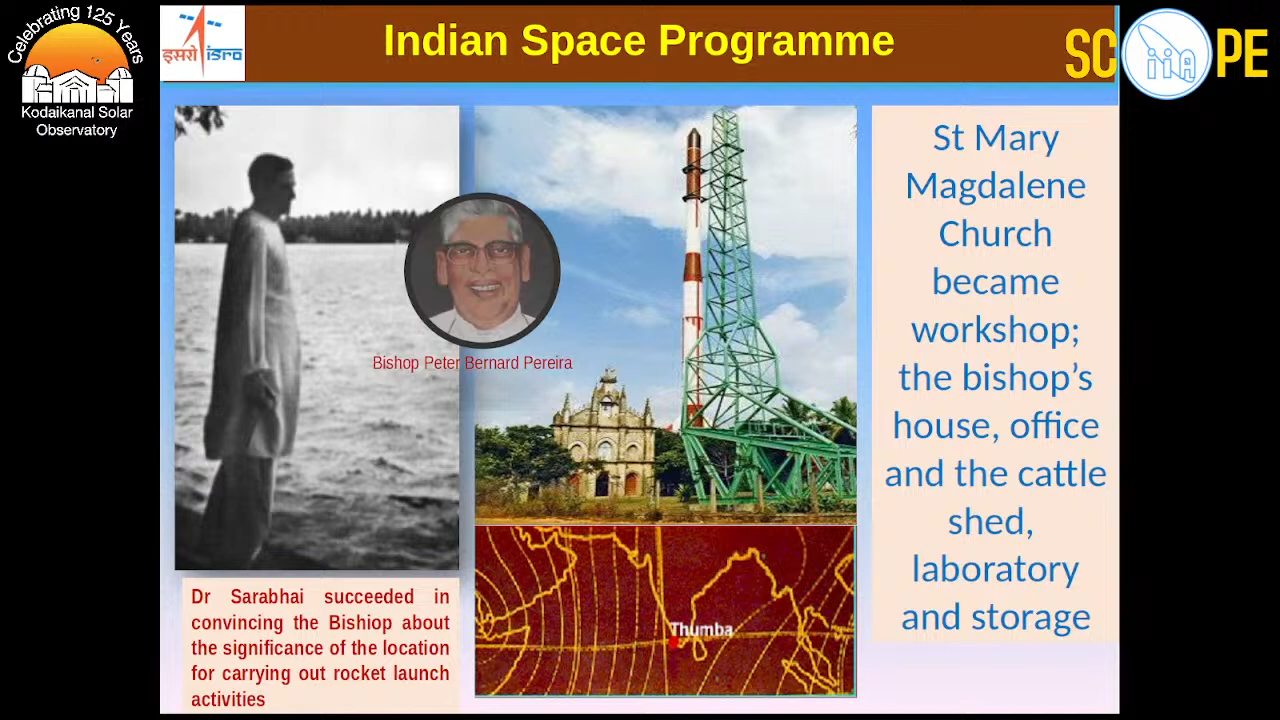 Celebrating 125 Years
Kodaikanal Solar
Observatory
इसरो isro
Indian Space Programme
SC iiA PE
Bishop Peter Bernard Pereira
Dr Sarabhai succeeded in
convincing the Bishiop about
the significance of the location
for carrying out rocket launch
activities
Thumba
St Mary
Magdalene
Church
became
workshop;
the bishop’s
house, office
and the cattle
shed,
laboratory
and storage